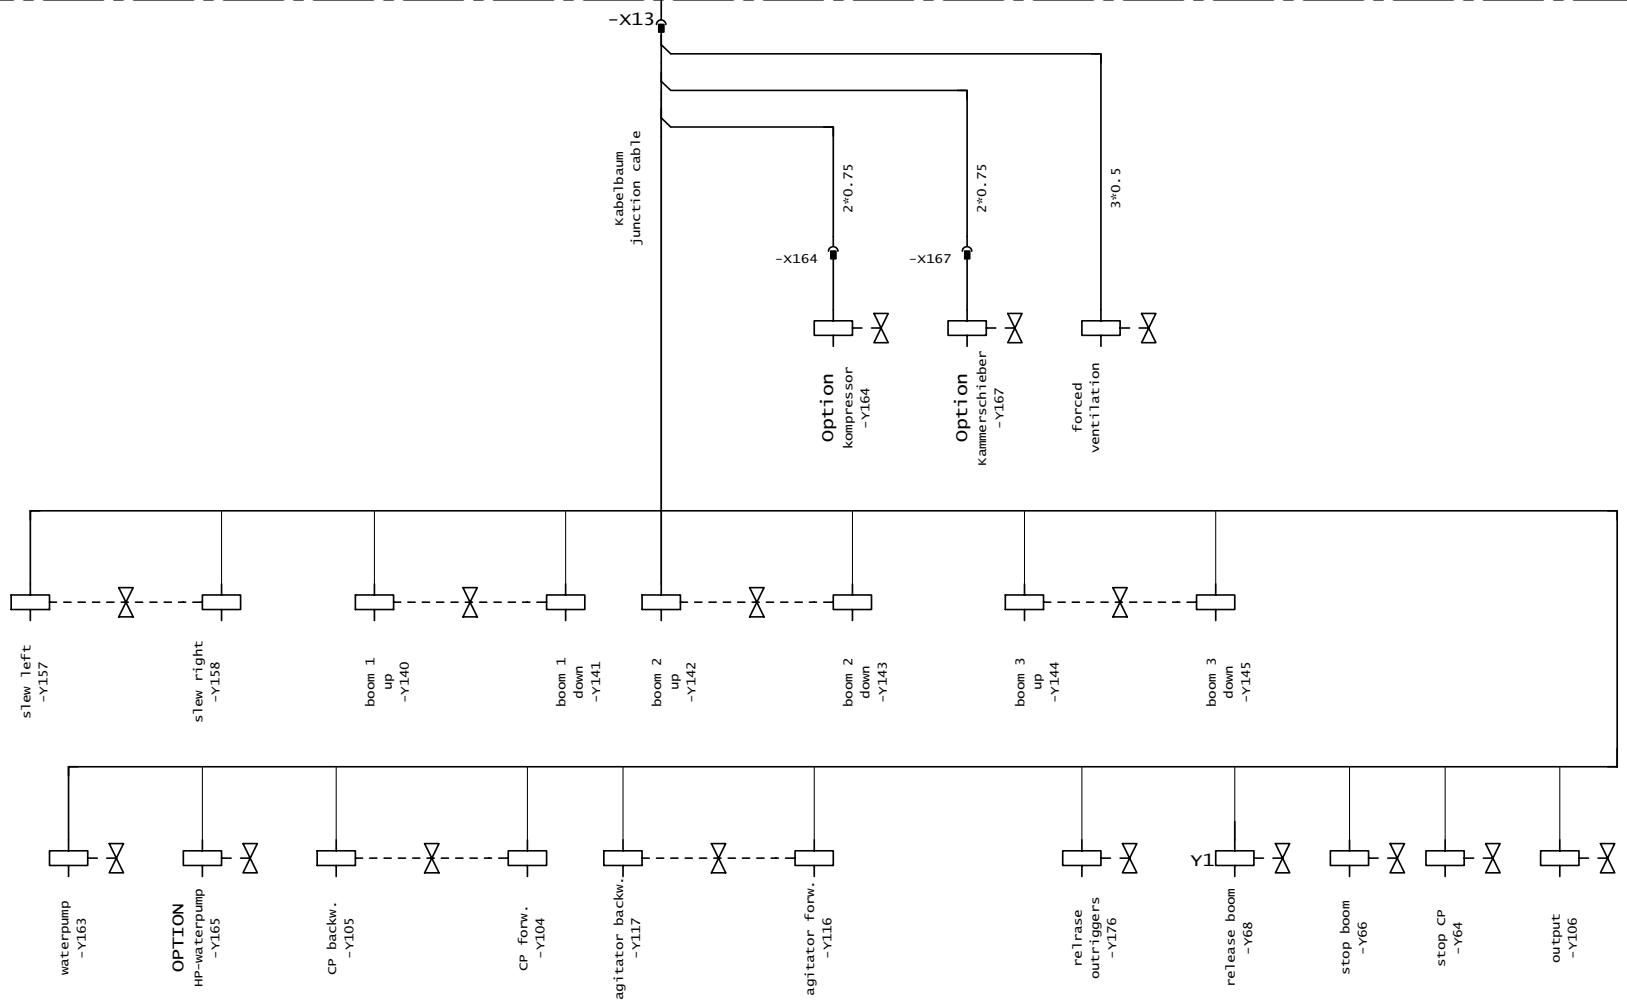 -X13
Kabelbaum
junction cable
2*0.75
2*0.75
3*0.5
-X164
-X167
Option
kompressor
-Y164
Option
Kammerschieber
-Y167
forced
ventilation
slew left
-Y157
slew right
-Y158
boom 1
up
-Y140
boom 1
down
-Y141
boom 2
up
-Y142
boom 2
down
-Y143
boom 3
up
-Y144
boom 3
down
-Y145
waterpump
-Y163
OPTION
HP-waterpump
-Y165
CP backw.
-Y105
CP forw.
-Y104
agitator backw.
-Y117
agitator forw.
-Y116
relrase
outriggers
-Y176
Y1
release boom
-Y68
stop boom
-Y66
stop CP
-Y64
output
-Y106